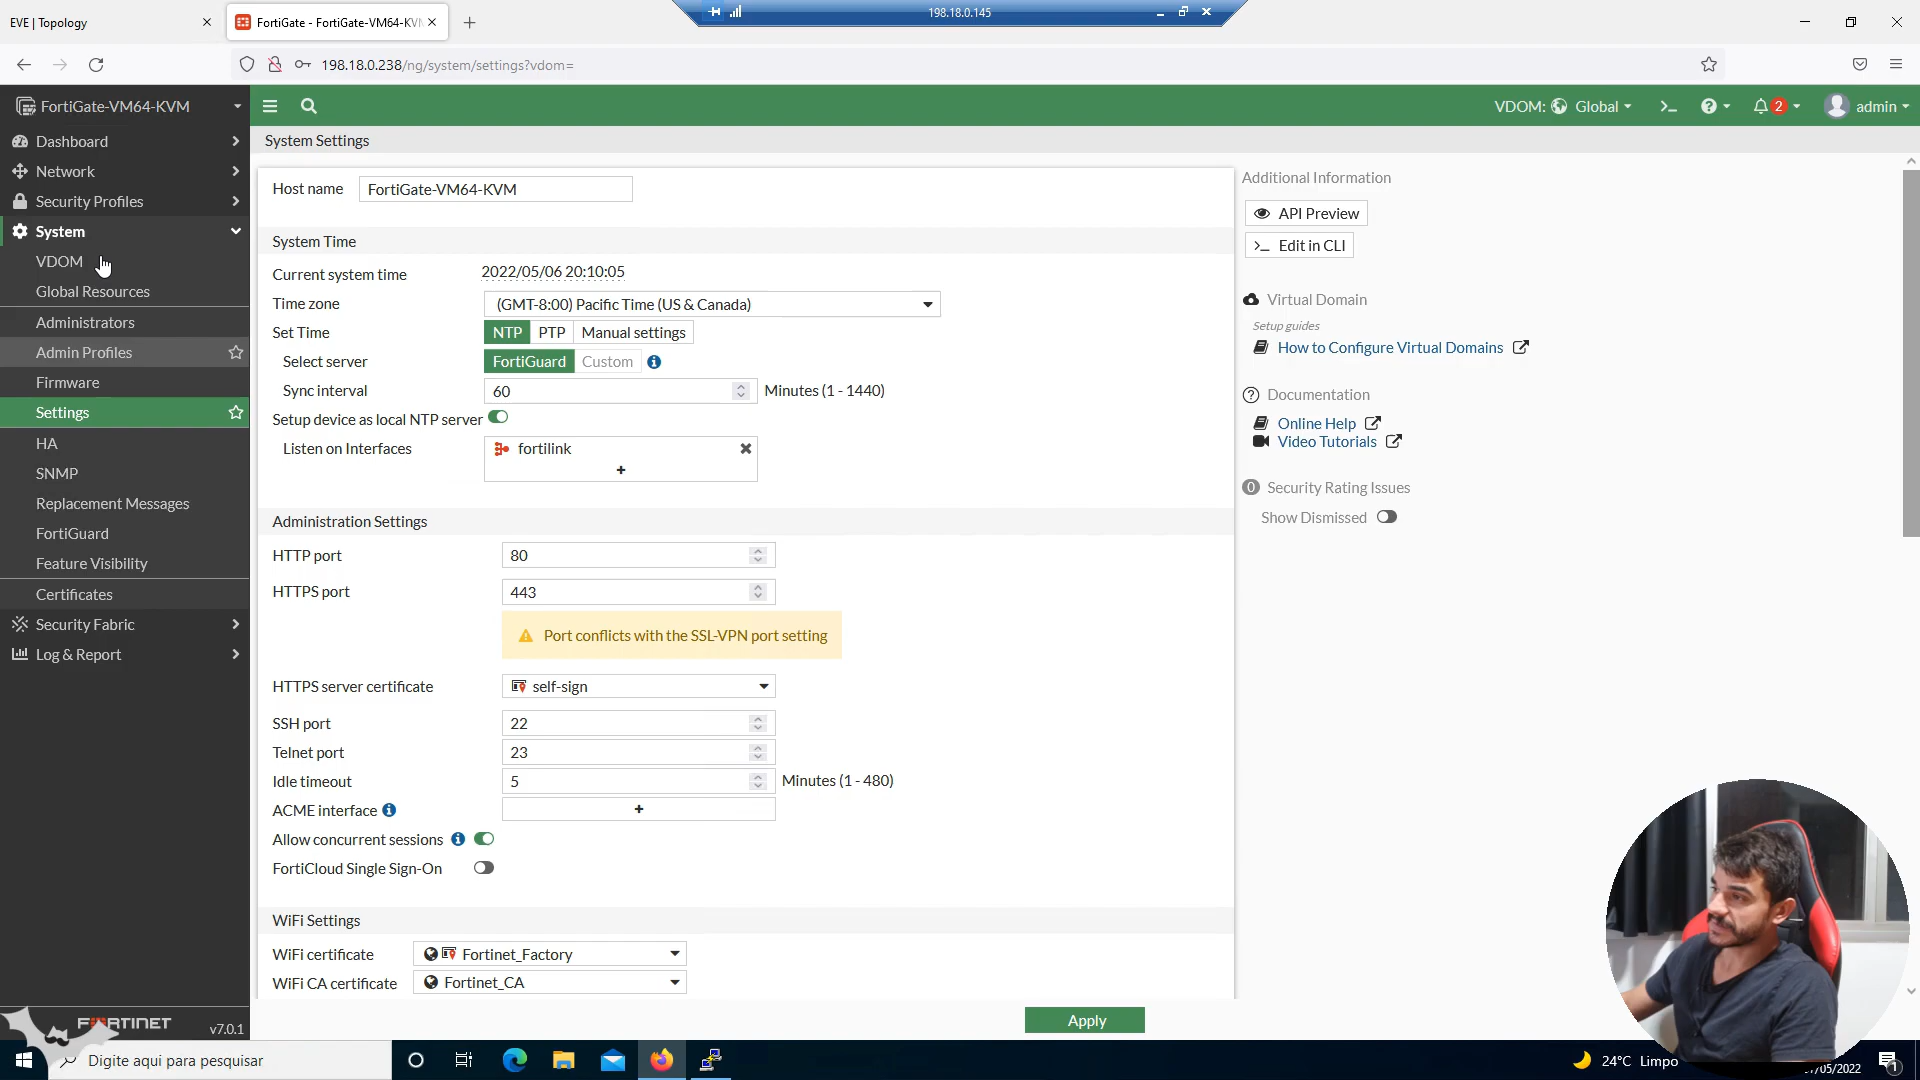 EVE | Topology
FortiGate - FortiGate-VM64-KVM
198.18.0.145
198.18.0.238/ng/system/settings?vdom=
FortiGate-VM64-KVM
VDOM: Global
2
admin
Dashboard
Network
Security Profiles
System
VDOM
Global Resources
Administrators
Admin Profiles
Firmware
Settings
HA
SNMP
Replacement Messages
FortiGuard
Feature Visibility
Certificates
Security Fabric
Log & Report
FORTINET
v7.0.1
System Settings
Host name FortiGate-VM64-KVM
System Time
Current system time 2022/05/06 20:10:05
Time zone (GMT-8:00) Pacific Time (US & Canada)
Set Time NTP PTP Manual settings
Select server FortiGuard Custom
Sync interval 60 Minutes (1 - 1440)
Setup device as local NTP server
Listen on Interfaces fortilink
Administration Settings
HTTP port 80
HTTPS port 443
Port conflicts with the SSL-VPN port setting
HTTPS server certificate self-sign
SSH port 22
Telnet port 23
Idle timeout 5 Minutes (1 - 480)
ACME interface
Allow concurrent sessions
FortiCloud Single Sign-On
WiFi Settings
WiFi certificate Fortinet_Factory
WiFi CA certificate Fortinet_CA
Apply
Additional Information
API Preview
Edit in CLI
Virtual Domain
Setup guides
How to Configure Virtual Domains
Documentation
Online Help
Video Tutorials
0 Security Rating Issues
Show Dismissed
Digite aqui para pesquisar
24°C Limpo
/05/2022
1